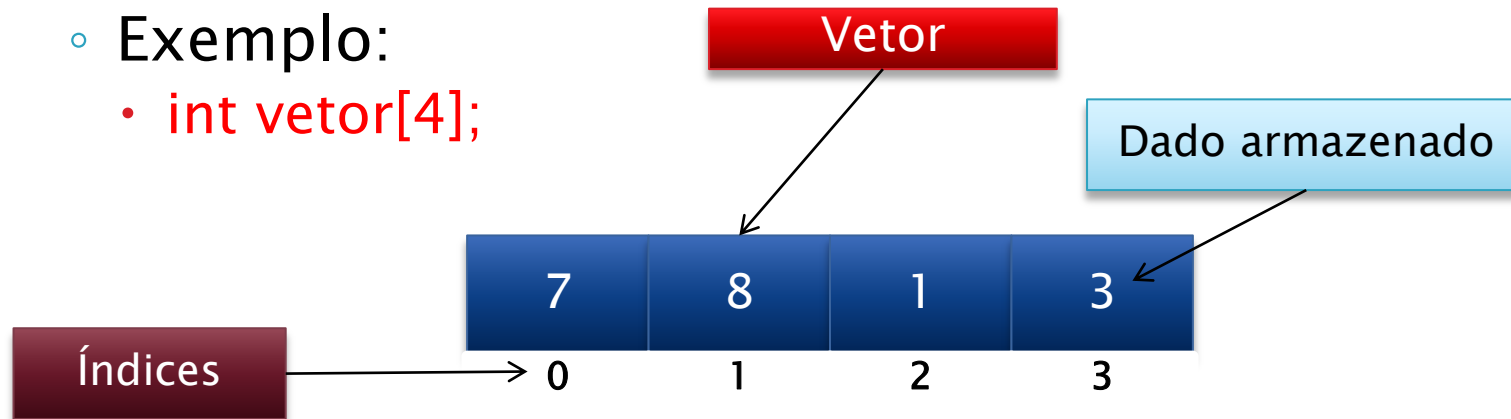 Exemplo:
int vetor[4];
Vetor
Dado armazenado
7 8 1 3
Índices
0 1 2 3